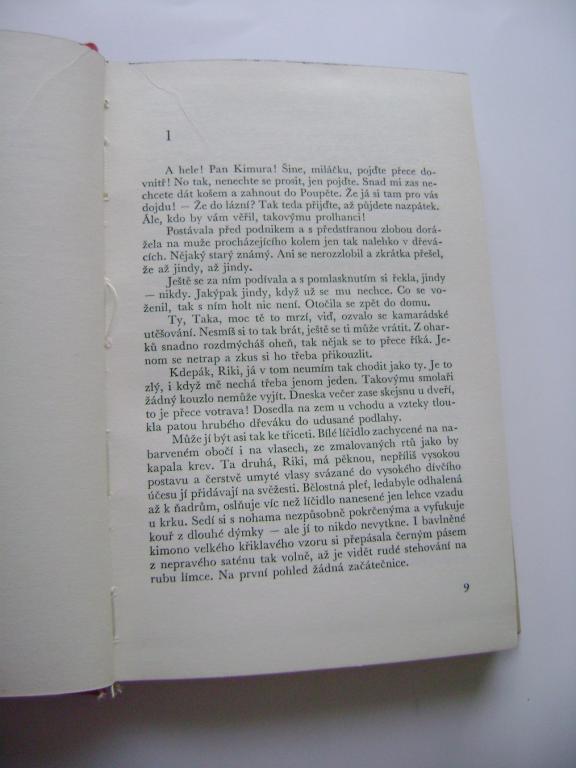 1
A hele! Pan Kimura! Šine, miláčku, pojďte přece do-
vnitř! No tak, nenechte se prosit, jen pojďte. Snad mi zas ne-
chcete dát košem a zahnout do Poupěte. Že já si tam pro vás
dojdu! — Že do lázní? Tak teda přijďte, až půjdete nazpátek.
Ále, kdo by vám věřil, takovýmu prolhanci!
Postávala před podnikem a s předstíranou zlobou dorá-
žela na muže procházejícího kolem jen tak nalehko v dřevá-
cích. Nějaký starý známý. Ani se nerozzlobil a zkrátka přešel,
že až jindy, až jindy.
Ještě se za ním podívala a s pomlasknutím si řekla, jindy
— nikdy. Jakýpak jindy, když už se mu nechce. Co se vo-
ženil, tak s ním holt nic není. Otočila se zpět do domu.
Ty, Taka, moc tě to mrzí, viď, ozvalo se kamarádské
utěšování. Nesmíš si to tak brát, ještě se ti může vrátit. Z ohar-
ků snadno rozdmýcháš oheň, tak nějak se to přece říká. Je-
nom se netrap a zkus si ho třeba přikouzlit.
Kdepák, Riki, já v tom neumím tak chodit jako ty. Je to
zlý, i když mě nechá třeba jenom jeden. Takovýmu smolaři
žádný kouzlo nemůže vyjít. Dneska večer zase skejsnu u dveří,
to je přece votrava! Dosedla na zem u vchodu a vzteky tlou-
kla patou hrubého dřeváku do udusané podlahy.
Může jí být asi tak ke třiceti. Bílé líčidlo zachycené na na-
barveném obočí i na vlasech, ze zmalovaných rtů jako by
kapala krev. Ta druhá, Riki, má pěknou, nepříliš vysokou
postavu a čerstvě umyté vlasy svázané do vysokého dívčího
účesu jí přidávají na svěžesti. Bělostná pleť, ledabyle odhalená
až k ňadrům, oslňuje víc než líčidlo nanesené jen lehce vzadu
u krku. Sedí si s nohama nezpůsobně pokrčenýma a vyfukuje
kouř z dlouhé dýmky — ale jí to nikdo nevytkne. I bavlněné
kimono velkého křiklavého vzoru si přepásala černým pásem
z nepravého saténu tak volně, až je vidět rudé stehování na
rubu límce. Na první pohled žádná začátečnice.
9